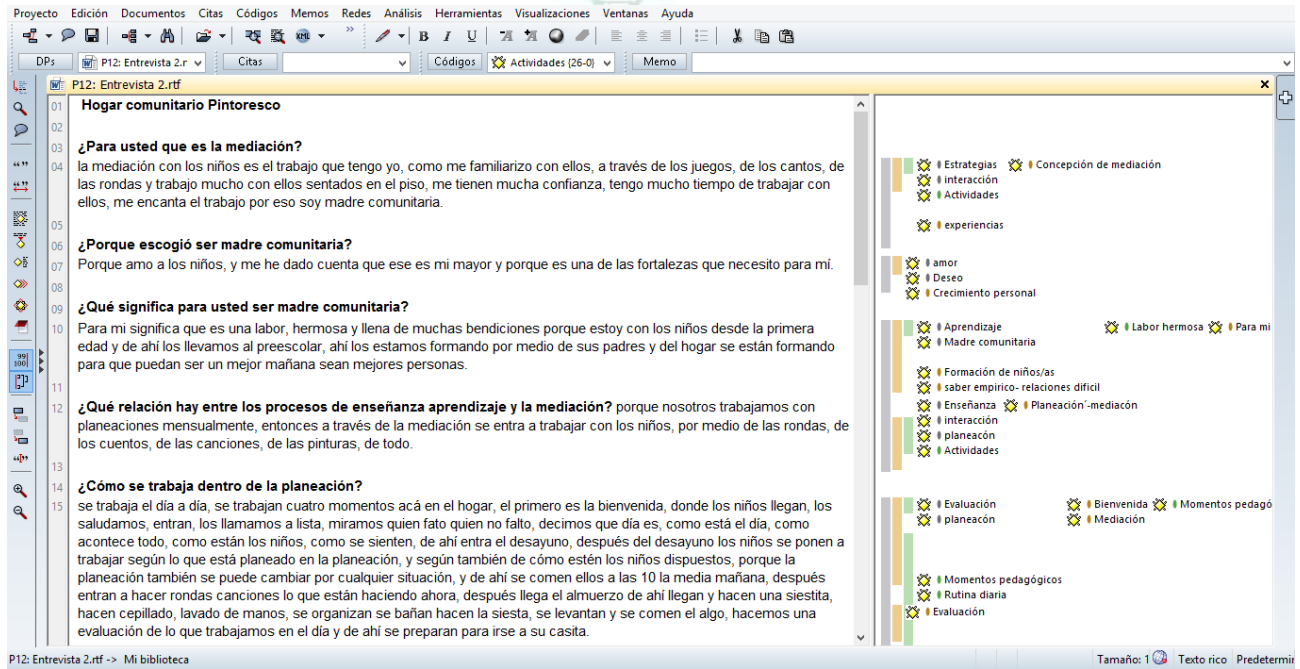 Proyecto Edición Documentos Citas Códigos Memos Redes Análisis Herramientas Visualizaciones Ventanas Ayuda
B I U
DPs P12: Entrevista 2.r Citas Códigos Actividades {26-0} Memo
P12: Entrevista 2.rtf
01 Hogar comunitario Pintoresco
02
03 ¿Para usted que es la mediación?
04 la mediación con los niños es el trabajo que tengo yo, como me familiarizo con ellos, a través de los juegos, de los cantos, de
las rondas y trabajo mucho con ellos sentados en el piso, me tienen mucha confianza, tengo mucho tiempo de trabajar con
ellos, me encanta el trabajo por eso soy madre comunitaria.
05
06 ¿Porque escogió ser madre comunitaria?
07 Porque amo a los niños, y me he dado cuenta que ese es mi mayor y porque es una de las fortalezas que necesito para mí.
08
09 ¿Qué significa para usted ser madre comunitaria?
10 Para mi significa que es una labor, hermosa y llena de muchas bendiciones porque estoy con los niños desde la primera
edad y de ahí los llevamos al preescolar, ahí los estamos formando por medio de sus padres y del hogar se están formando
para que puedan ser un mejor mañana sean mejores personas.
11
12 ¿Qué relación hay entre los procesos de enseñanza aprendizaje y la mediación? porque nosotros trabajamos con
planeaciones mensualmente, entonces a través de la mediación se entra a trabajar con los niños, por medio de las rondas, de
los cuentos, de las canciones, de las pinturas, de todo.
13
14 ¿Cómo se trabaja dentro de la planeación?
15 se trabaja el día a día, se trabajan cuatro momentos acá en el hogar, el primero es la bienvenida, donde los niños llegan, los
saludamos, entran, los llamamos a lista, miramos quien fato quien no falto, decimos que día es, como está el día, como
acontece todo, como están los niños, como se sienten, de ahí entra el desayuno, después del desayuno los niños se ponen a
trabajar según lo que está planeado en la planeación, y según también de cómo estén los niños dispuestos, porque la
planeación también se puede cambiar por cualquier situación, y de ahí se comen ellos a las 10 la media mañana, después
entran a hacer rondas canciones lo que están haciendo ahora, después llega el almuerzo de ahí llegan y hacen una siestita,
hacen cepillado, lavado de manos, se organizan se bañan hacen la siesta, se levantan y se comen el algo, hacemos una
evaluación de lo que trabajamos en el día y de ahí se preparan para irse a su casita.
Estrategias Concepción de mediación
interacción
Actividades
experiencias
amor
Deseo
Crecimiento personal
Aprendizaje Labor hermosa Para mi
Madre comunitaria
Formación de niños/as
saber empirico- relaciones dificil
Enseñanza Planeación´-mediacón
interacción
planeacón
Actividades
Evaluación Bienvenida Momentos pedagó
planeacón Mediación
Momentos pedagógicos
Rutina diaria
Evaluación
P12: Entrevista 2.rtf -> Mi biblioteca Tamaño: 1 Texto rico Predetermin